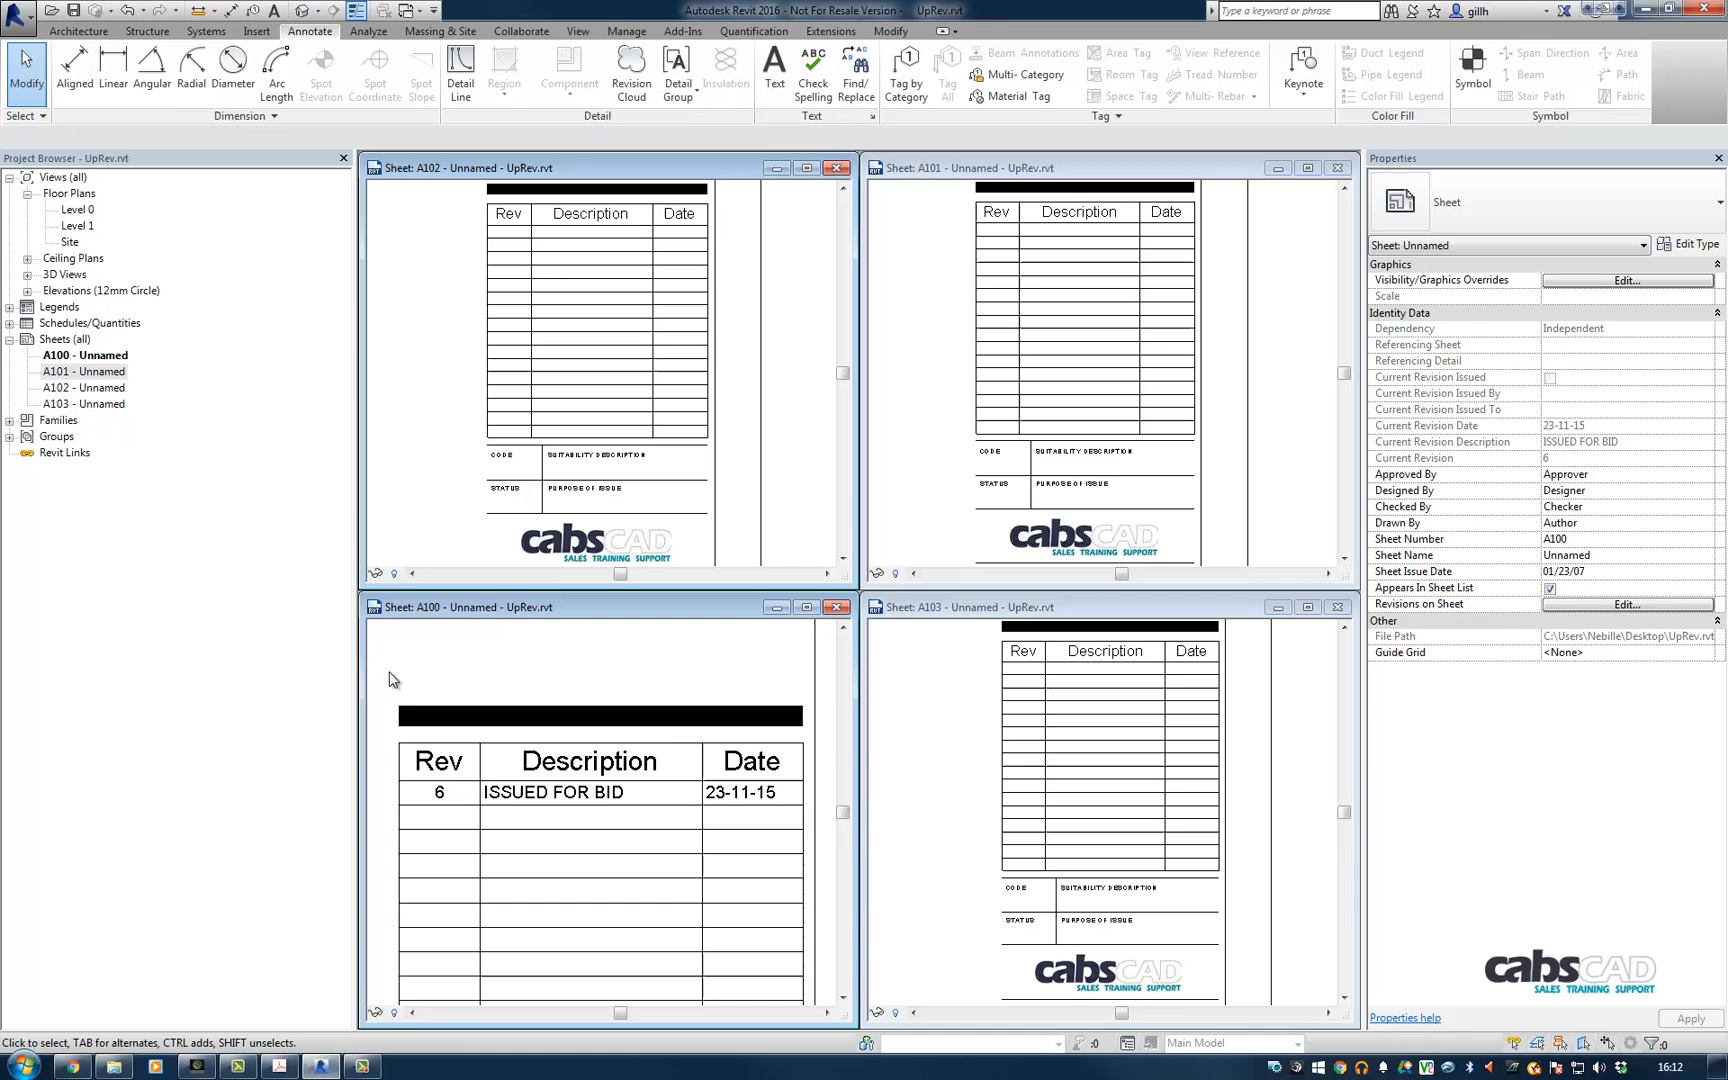 Autodesk Revit 2016 - Not For Resale Version - UpRev.rvt
Type a keyword or phrase
gillh
Architecture Structure Systems Insert Annotate Analyze Massing & Site Collaborate View Manage Add-Ins Quantification Extensions Modify
Modify Aligned Linear Angular Radial Diameter Arc Length Spot Elevation Spot Coordinate Spot Slope
Detail Line Region Component Revision Cloud Detail Group Insulation
Text Check Spelling Find/ Replace
Tag by Category Tag All
Beam Annotations Area Tag View Reference
Multi- Category Room Tag Tread Number
Material Tag Space Tag Multi- Rebar
Keynote
Duct Legend
Pipe Legend
Color Fill Legend
Symbol
Span Direction Area
Beam Path
Stair Path Fabric
Select Dimension Detail Text Tag Color Fill Symbol
Project Browser - UpRev.rvt
Views (all)
Floor Plans
Level 0
Level 1
Site
Ceiling Plans
3D Views
Elevations (12mm Circle)
Legends
Schedules/Quantities
Sheets (all)
A100 - Unnamed
A101 - Unnamed
A102 - Unnamed
A103 - Unnamed
Families
Groups
Revit Links
Sheet: A102 - Unnamed - UpRev.rvt
Rev Description Date
CODE SUITABILITY DESCRIPTION
STATUS PURPOSE OF ISSUE
cabsCAD
SALES TRAINING SUPPORT
Sheet: A101 - Unnamed - UpRev.rvt
Rev Description Date
CODE SUITABILITY DESCRIPTION
STATUS PURPOSE OF ISSUE
cabsCAD
SALES TRAINING SUPPORT
Sheet: A100 - Unnamed - UpRev.rvt
Rev Description Date
6 ISSUED FOR BID 23-11-15
Sheet: A103 - Unnamed - UpRev.rvt
Rev Description Date
CODE SUITABILITY DESCRIPTION
STATUS PURPOSE OF ISSUE
cabsCAD
SALES TRAINING SUPPORT
Properties
Sheet
Sheet: Unnamed Edit Type
Graphics
Visibility/Graphics Overrides Edit...
Scale
Identity Data
Dependency Independent
Referencing Sheet
Referencing Detail
Current Revision Issued
Current Revision Issued By
Current Revision Issued To
Current Revision Date 23-11-15
Current Revision Description ISSUED FOR BID
Current Revision 6
Approved By Approver
Designed By Designer
Checked By Checker
Drawn By Author
Sheet Number A100
Sheet Name Unnamed
Sheet Issue Date 01/23/07
Appears In Sheet List
Revisions on Sheet Edit...
Other
File Path C:\Users\Nebille\Desktop\UpRev.rvt
Guide Grid <None>
cabsCAD
SALES TRAINING SUPPORT
Properties help Apply
Click to select, TAB for alternates, CTRL adds, SHIFT unselects.
:0 Main Model :0
16:12